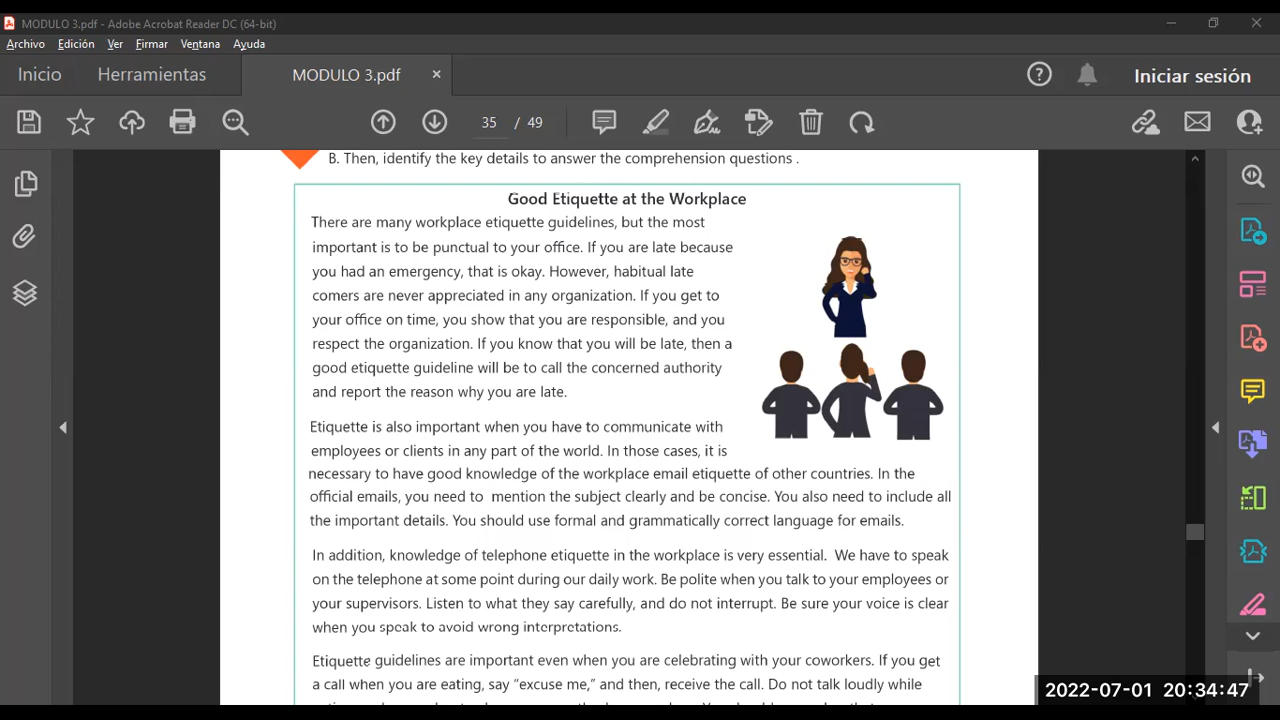 MODULO 3.pdf - Adobe Acrobat Reader DC (64-bit)
Archivo Edición Ver Firmar Ventana Ayuda
Inicio Herramientas MODULO 3.pdf × Iniciar sesión
35 / 49
B. Then, identify the key details to answer the comprehension questions .
Good Etiquette at the Workplace
There are many workplace etiquette guidelines, but the most
important is to be punctual to your office. If you are late because
you had an emergency, that is okay. However, habitual late
comers are never appreciated in any organization. If you get to
your office on time, you show that you are responsible, and you
respect the organization. If you know that you will be late, then a
good etiquette guideline will be to call the concerned authority
and report the reason why you are late.
Etiquette is also important when you have to communicate with
employees or clients in any part of the world. In those cases, it is
necessary to have good knowledge of the workplace email etiquette of other countries. In the
official emails, you need to mention the subject clearly and be concise. You also need to include all
the important details. You should use formal and grammatically correct language for emails.
In addition, knowledge of telephone etiquette in the workplace is very essential. We have to speak
on the telephone at some point during our daily work. Be polite when you talk to your employees or
your supervisors. Listen to what they say carefully, and do not interrupt. Be sure your voice is clear
when you speak to avoid wrong interpretations.
Etiquette guidelines are important even when you are celebrating with your coworkers. If you get
a call when you are eating, say “excuse me,” and then, receive the call. Do not talk loudly while
2022-07-01 20:34:47